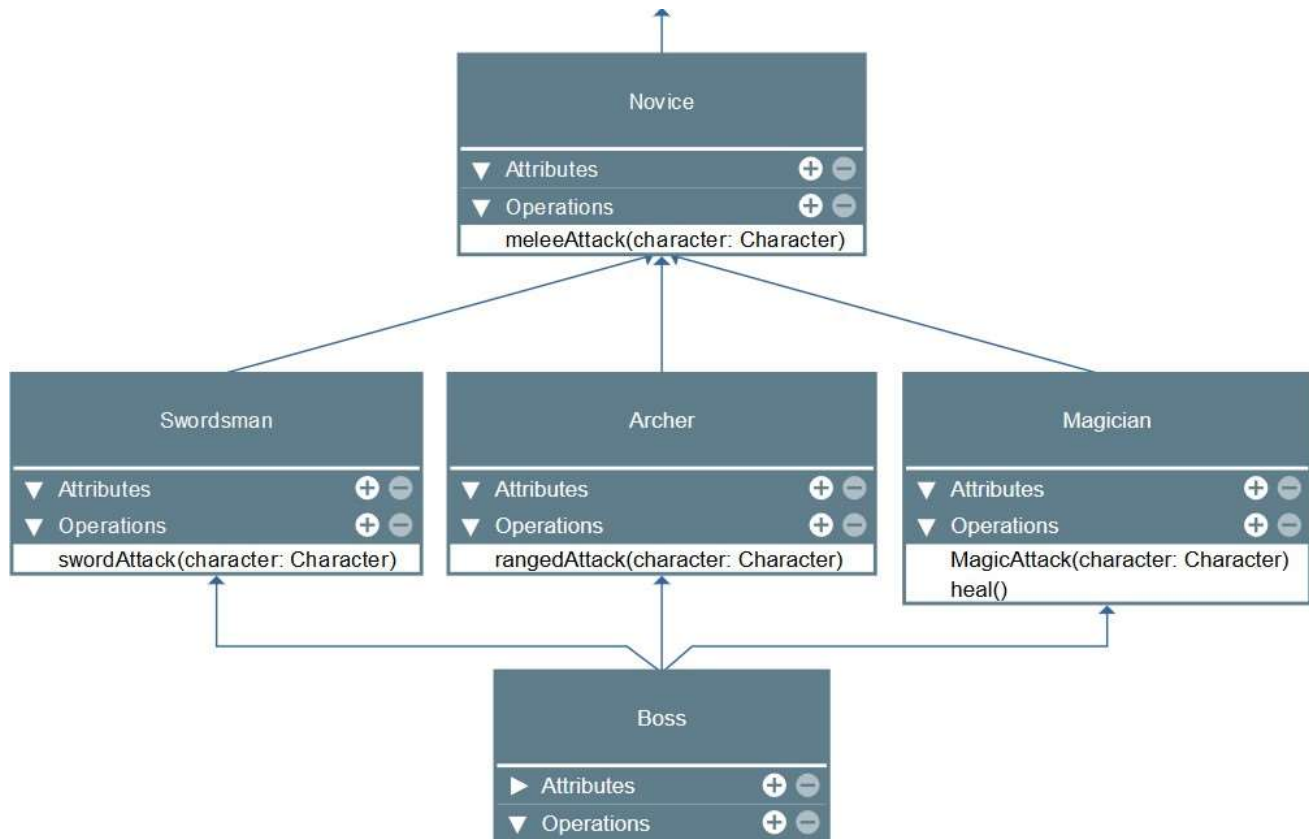 Novice
Attributes
Operations
meleeAttack(character: Character)
Swordsman
Attributes
Operations
swordAttack(character: Character)
Archer
Attributes
Operations
rangedAttack(character: Character)
Magician
Attributes
Operations
MagicAttack(character: Character)
heal()
Boss
Attributes
Operations